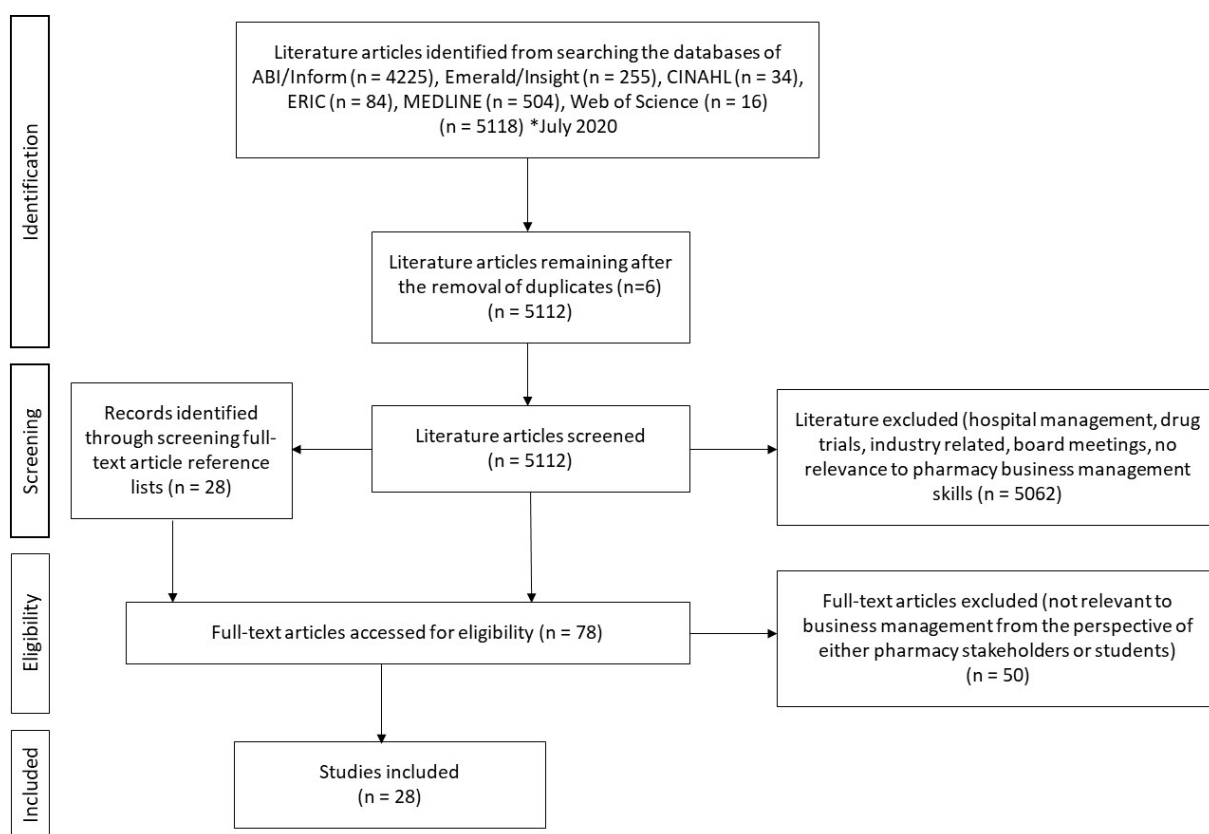 Identification
Literature articles identified from searching the databases of
ABI/Inform (n = 4225), Emerald/Insight (n = 255), CINAHL (n = 34),
ERIC (n = 84), MEDLINE (n = 504), Web of Science (n = 16)
(n = 5118) *July 2020
Literature articles remaining after
the removal of duplicates (n=6)
(n = 5112)
Screening
Records identified
through screening full-
text article reference
lists (n = 28)
Literature articles screened
(n = 5112)
Literature excluded (hospital management, drug
trials, industry related, board meetings, no
relevance to pharmacy business management
skills (n = 5062)
Eligibility
Full-text articles accessed for eligibility (n = 78)
Full-text articles excluded (not relevant to
business management from the perspective of
either pharmacy stakeholders or students)
(n = 50)
Included
Studies included
(n = 28)